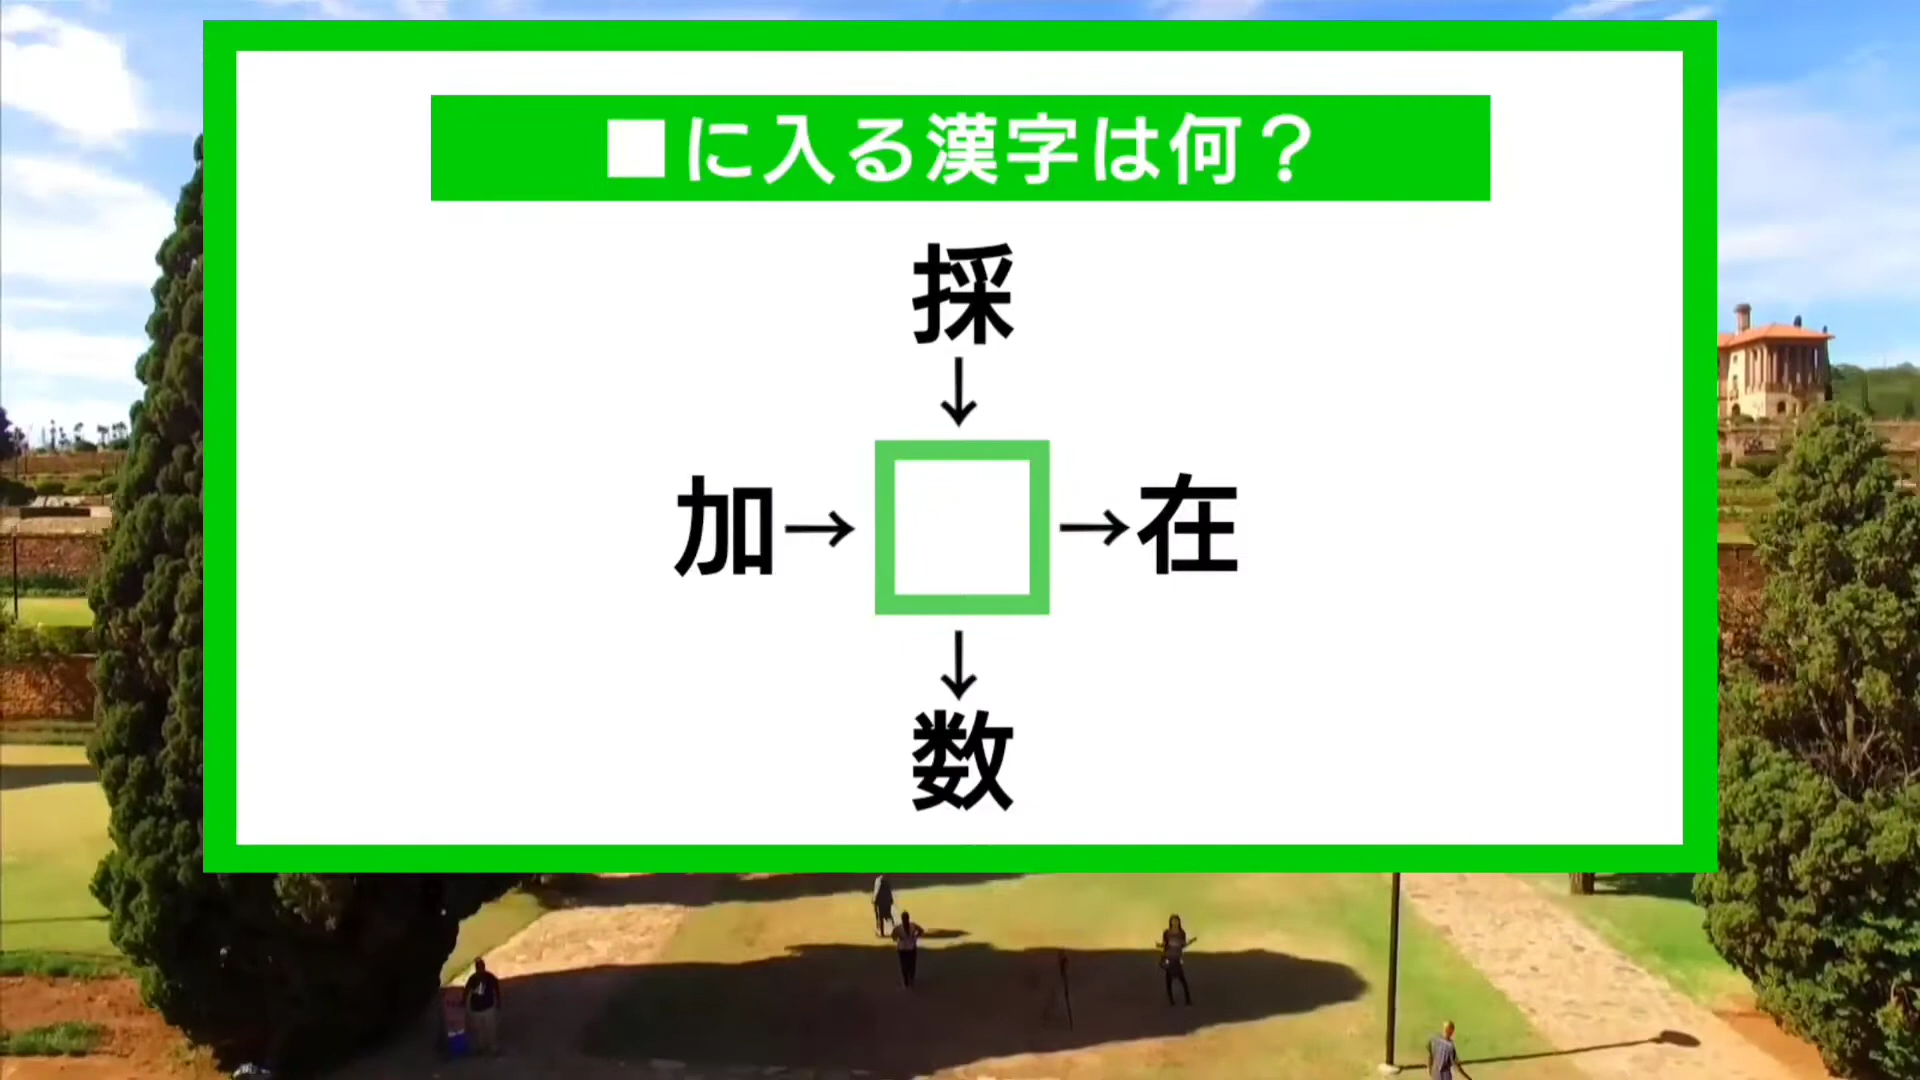 ■に入る漢字は何？
採
↓
加→□→在
↓
数